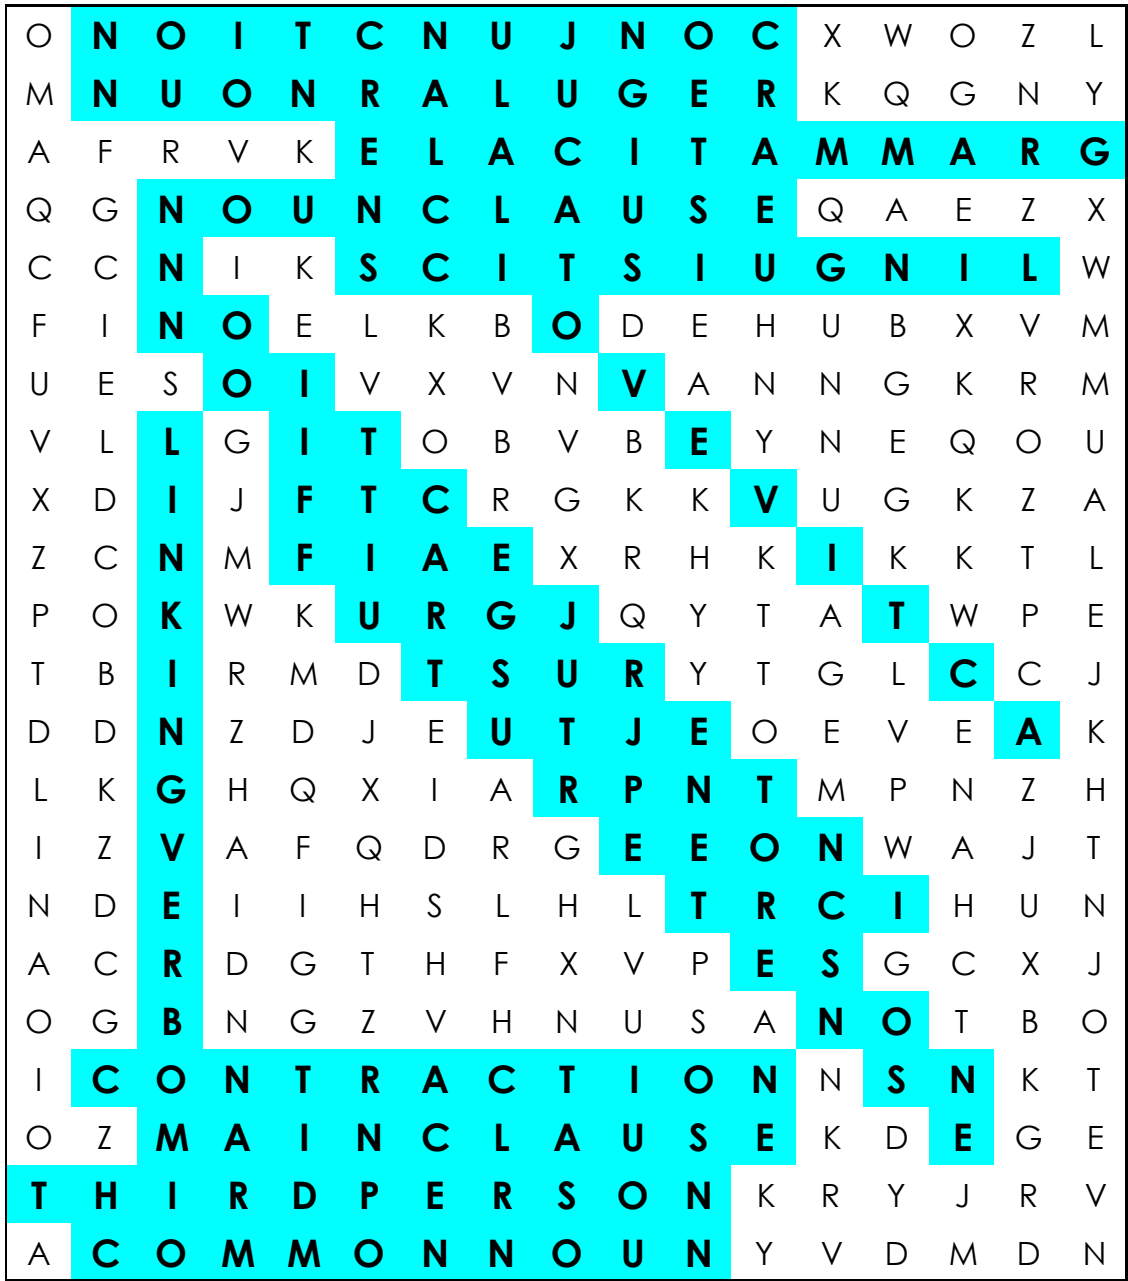 O N O I T C N U J N O C X W O Z L
M N U O N R A L U G E R K Q G N Y
A F R V K E L A C I T A M M A R G
Q G N O U N C L A U S E Q A E Z X
C C N I K S C I T S I U G N I L W
F I N O E L K B O D E H U B X V M
U E S O I V X V N V A N N G K R M
V L L G I T O B V B E Y N E Q O U
X D I J F T C R G K K V U G K Z A
Z C N M F I A E X R H K I K K T L
P O K W K U R G J Q Y T A T W P E
T B I R M D T S U R Y T G L C C J
D D N Z D J E U T J E O E V E A K
L K G H Q X I A R P N T M P N Z H
I Z V A F Q D R G E E O N W A J T
N D E I I H S L H L T R C I H U N
A C R D G T H F X V P E S G C X J
O G B N G Z V H N U S A N O T B O
I C O N T R A C T I O N N S N K T
O Z M A I N C L A U S E K D E G E
T H I R D P E R S O N K R Y J R V
A C O M M O N N O U N Y V D M D N